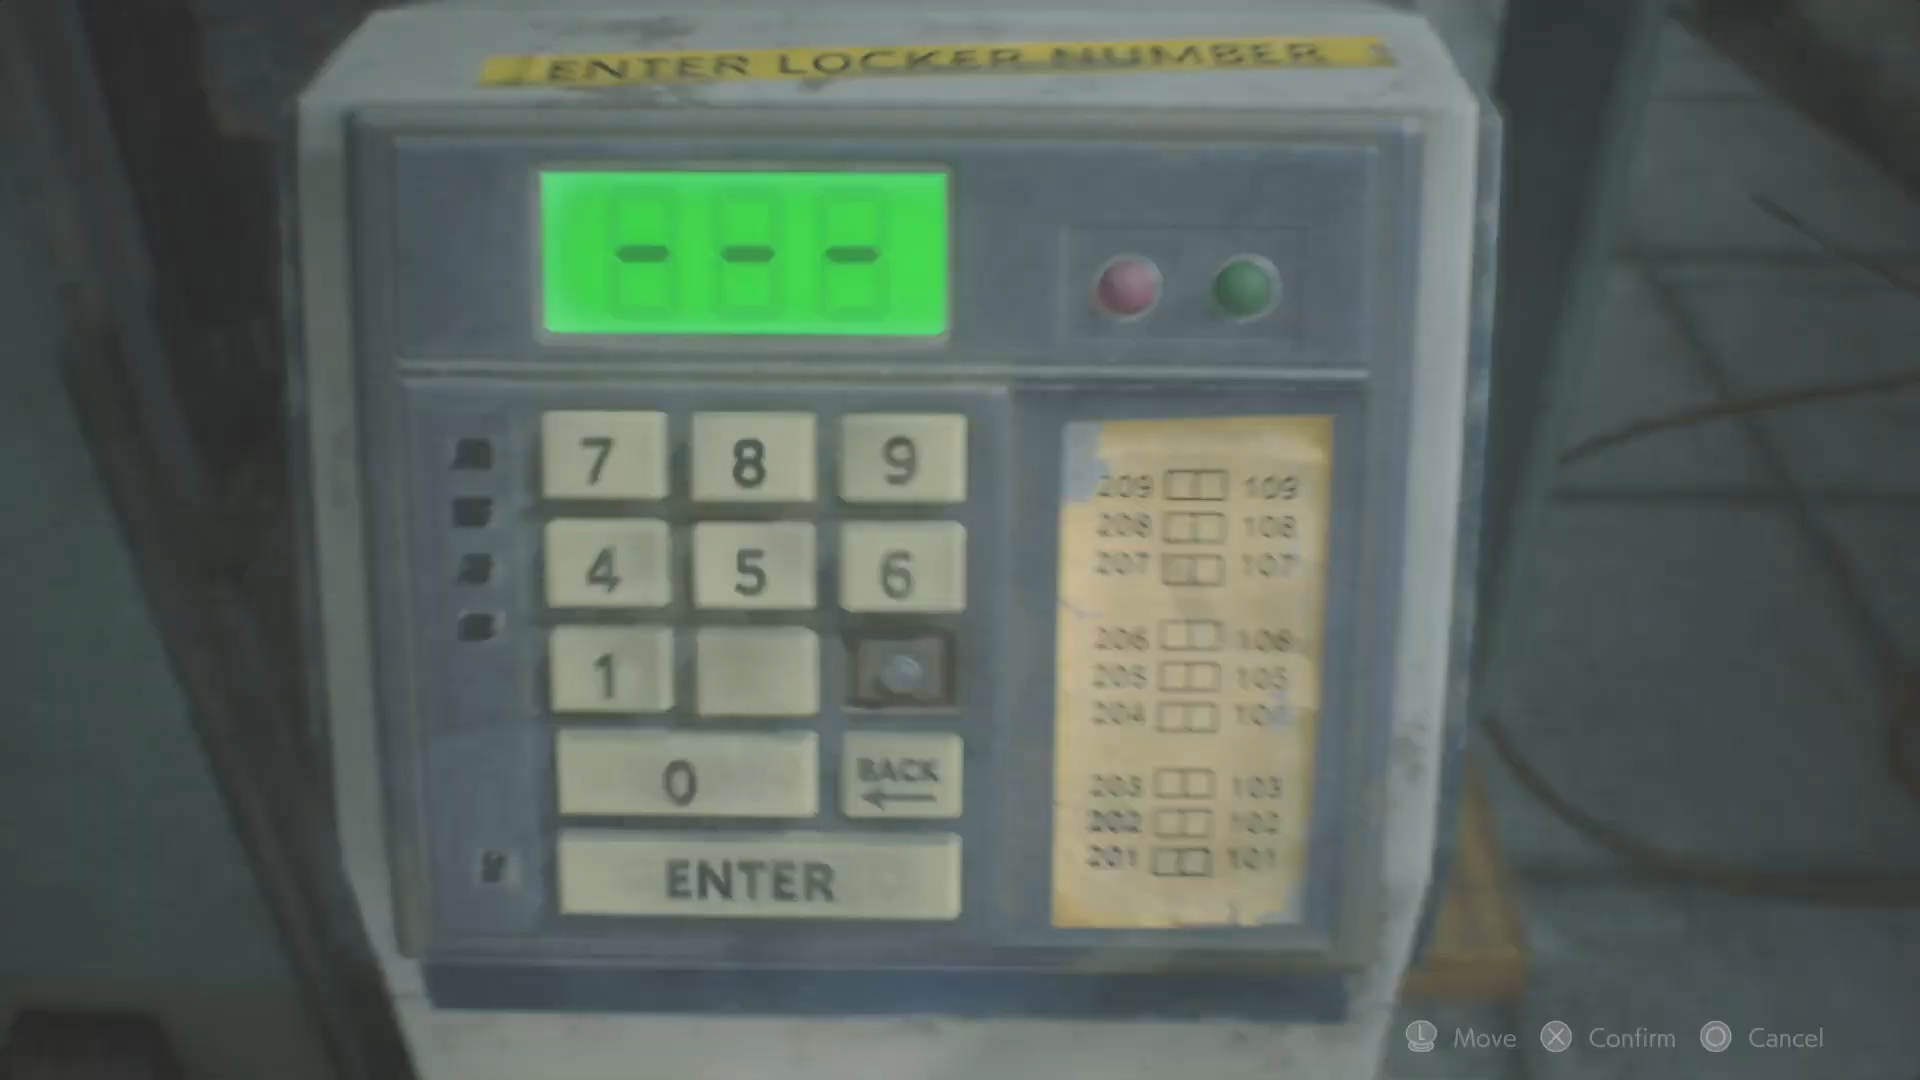 ENTER LOCKER NUMBER
- - -
7 8 9
4 5 6
1
0 BACK
ENTER
209 109
208 108
207 107
206 106
205 105
204
203 103
202 102
201 101
L Move X Confirm O Cancel